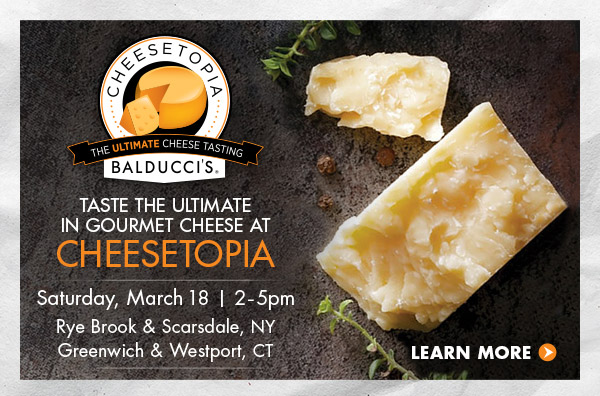 CHEESETOPIA
THE ULTIMATE CHEESE TASTING
BALDUCCI'S®
TASTE THE ULTIMATE
IN GOURMET CHEESE AT
CHEESETOPIA
Saturday, March 18 | 2-5pm
Rye Brook & Scarsdale, NY
Greenwich & Westport, CT
LEARN MORE